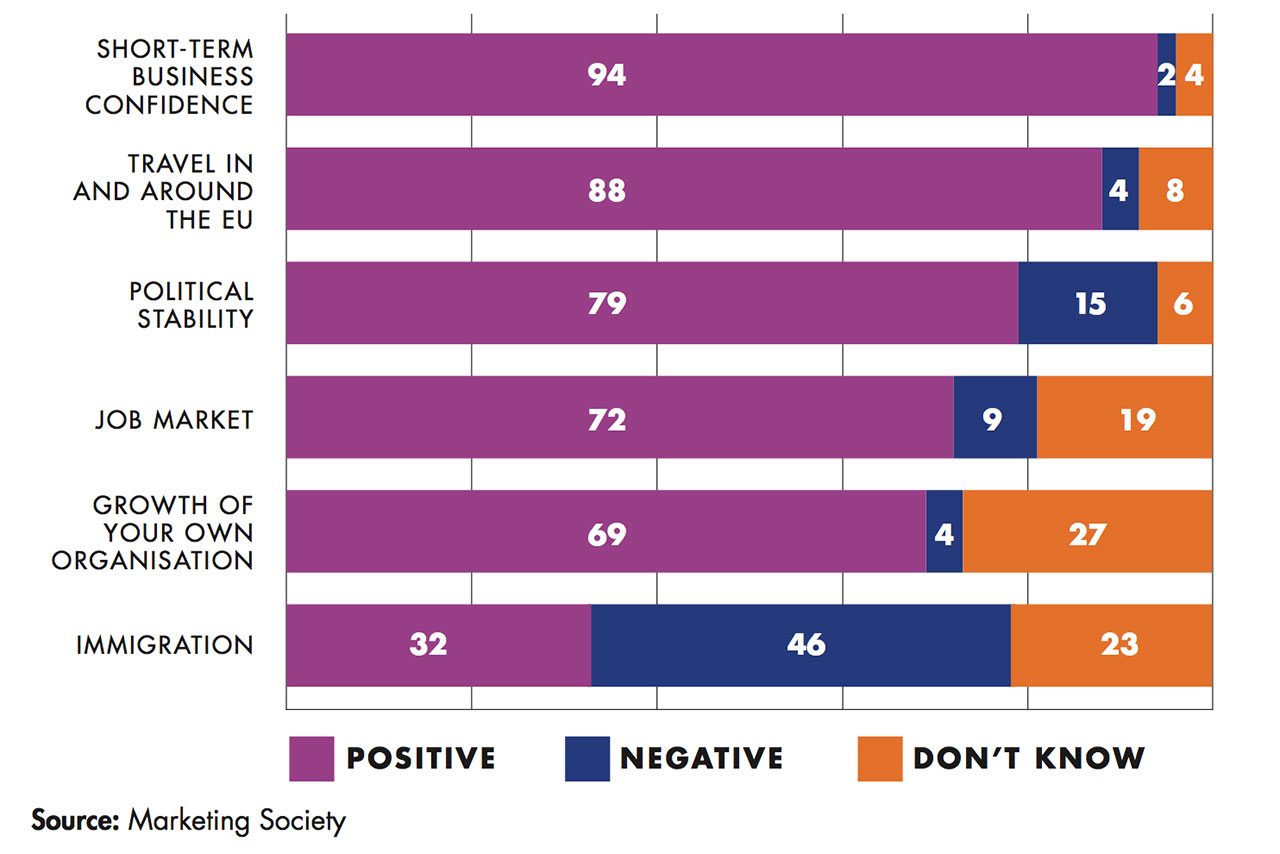 SHORT-TERM
BUSINESS
CONFIDENCE
94 2 4
TRAVEL IN
AND AROUND
THE EU
88 4 8
POLITICAL
STABILITY
79 15 6
JOB MARKET
72 9 19
GROWTH OF
YOUR OWN
ORGANISATION
69 4 27
IMMIGRATION
32 46 23
POSITIVE NEGATIVE DON'T KNOW
Source: Marketing Society